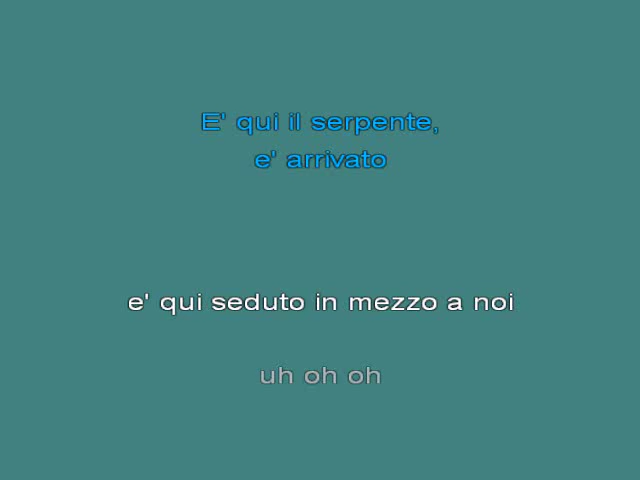 E' qui il serpente,
e' arrivato
e' qui seduto in mezzo a noi
uh oh oh